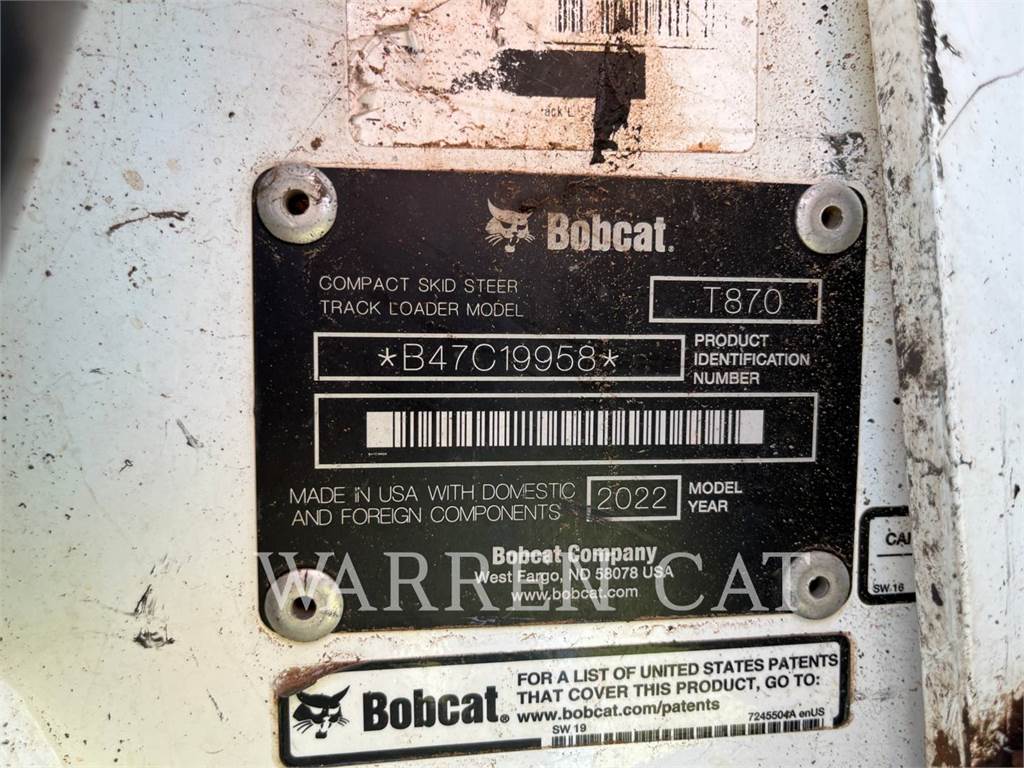 Bobcat.
COMPACT SKID STEER
TRACK LOADER MODEL
T870
*B47C19958*
PRODUCT
IDENTIFICATION
NUMBER
MADE IN USA WITH DOMESTIC
AND FOREIGN COMPONENTS
2022
MODEL
YEAR
Bobcat Company
West Fargo, ND 58078 USA
www.bobcat.com
WARREN CAT
CAU
SW 16
Bobcat.
FOR A LIST OF UNITED STATES PATENTS
THAT COVER THIS PRODUCT, GO TO:
www.bobcat.com/patents
7245504A enUS
SW 19